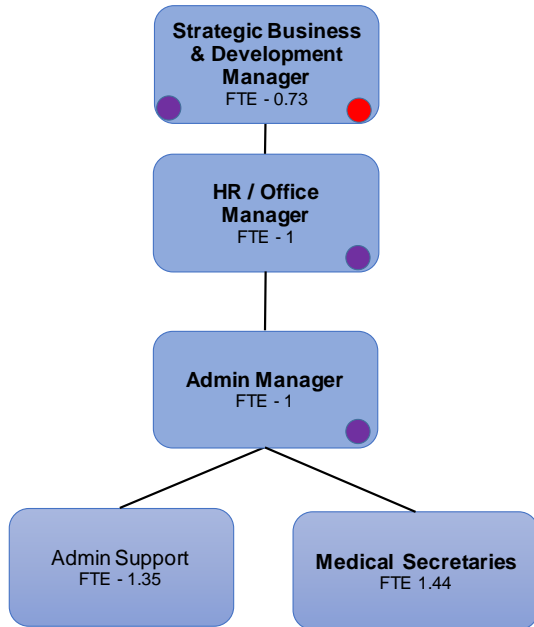 Strategic Business
& Development
Manager
FTE - 0.73
HR / Office
Manager
FTE - 1
Admin Manager
FTE - 1
Admin Support
FTE - 1.35
Medical Secretaries
FTE 1.44